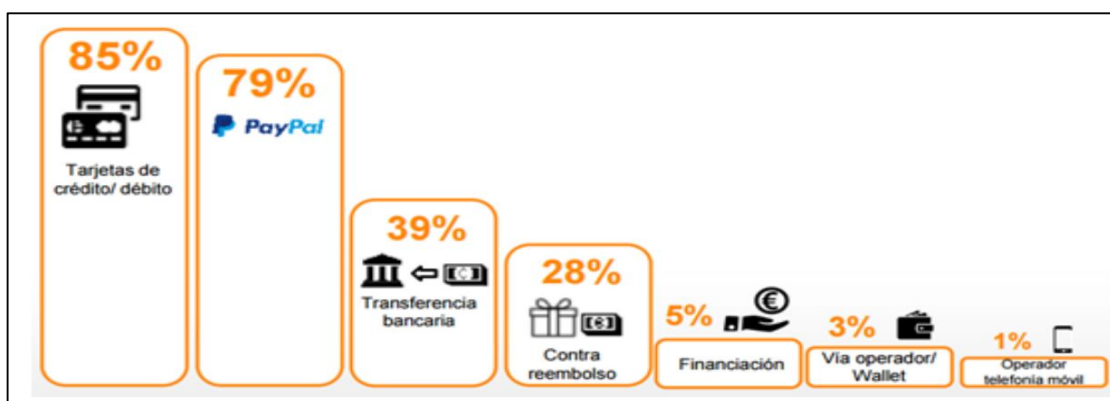 85%
Tarjetas de
crédito/ débito
79%
PayPal
39%
Transferencia
bancaria
28%
Contra
reembolso
5%
Financiación
3%
Vía operador/
Wallet
1%
Operador
telefonía móvil